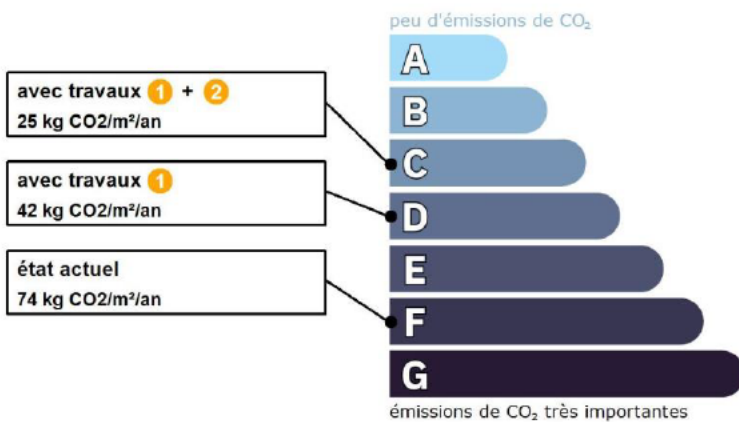 peu d'émissions de CO₂
A
avec travaux 1 + 2
25 kg CO2/m²/an
B
C
avec travaux 1
42 kg CO2/m²/an
D
état actuel
74 kg CO2/m²/an
E
F
G
émissions de CO₂ très importantes